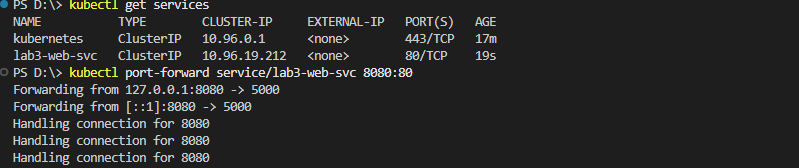 PS D:\> kubectl get services
NAME TYPE CLUSTER-IP EXTERNAL-IP PORT(S) AGE
kubernetes ClusterIP 10.96.0.1 <none> 443/TCP 17m
lab3-web-svc ClusterIP 10.96.19.212 <none> 80/TCP 19s
PS D:\> kubectl port-forward service/lab3-web-svc 8080:80
Forwarding from 127.0.0.1:8080 -> 5000
Forwarding from [::1]:8080 -> 5000
Handling connection for 8080
Handling connection for 8080
Handling connection for 8080